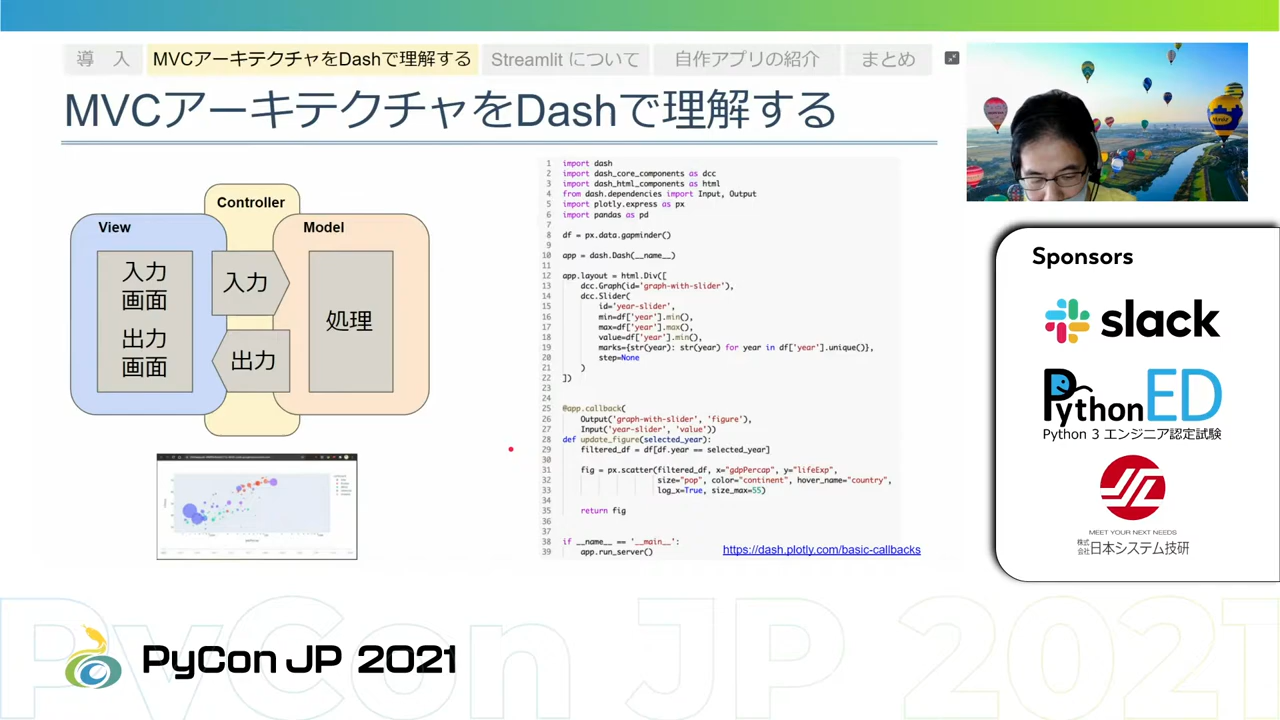 導 入
MVCアーキテクチャをDashで理解する
Streamlit について
自作アプリの紹介
まとめ
MVCアーキテクチャをDashで理解する
Controller
View
Model
入力
画面
出力
画面
入力
出力
処理
1 import dash
2 import dash_core_components as dcc
3 import dash_html_components as html
4 from dash.dependencies import Input, Output
5 import plotly.express as px
6 import pandas as pd
7
8 df = px.data.gapminder()
9
10 app = dash.Dash(__name__)
11
12 app.layout = html.Div([
13     dcc.Graph(id='graph-with-slider'),
14     dcc.Slider(
15         id='year-slider',
16         min=df['year'].min(),
17         max=df['year'].max(),
18         value=df['year'].min(),
19         marks={str(year): str(year) for year in df['year'].unique()},
20         step=None
21     )
22 ])
23
24
25 @app.callback(
26     Output('graph-with-slider', 'figure'),
27     Input('year-slider', 'value'))
28 def update_figure(selected_year):
29     filtered_df = df[df.year == selected_year]
30
31     fig = px.scatter(filtered_df, x="gdpPercap", y="lifeExp",
32                      size="pop", color="continent", hover_name="country",
33                      log_x=True, size_max=55)
34
35     return fig
36
37
38 if __name__ == '__main__':
39     app.run_server()
https://dash.plotly.com/basic-callbacks
Sponsors
slack
PythonED
Python 3 エンジニア認定試験
MEET YOUR NEXT NEEDS
株式会社日本システム技研
PyCon JP 2021
PyCon JP 2021